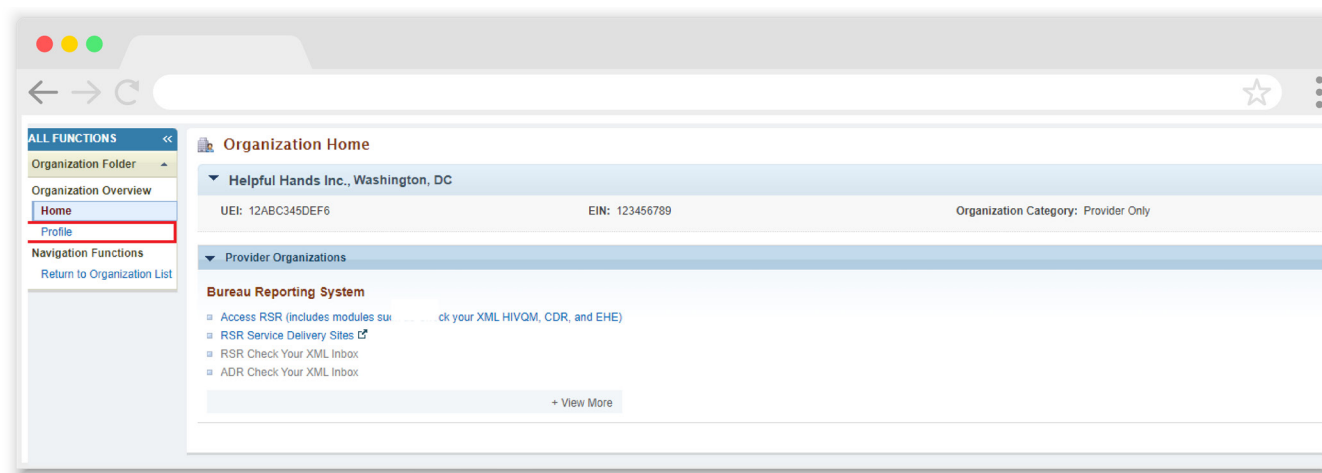 ALL FUNCTIONS «
Organization Folder
Organization Overview
Home
Profile
Navigation Functions
Return to Organization List
Organization Home
Helpful Hands Inc., Washington, DC
UEI: 12ABC345DEF6 EIN: 123456789 Organization Category: Provider Only
Provider Organizations
Bureau Reporting System
Access RSR (includes modules ck your XML HIVQM, CDR, and EHE)
RSR Service Delivery Sites
RSR Check Your XML Inbox
ADR Check Your XML Inbox
+ View More